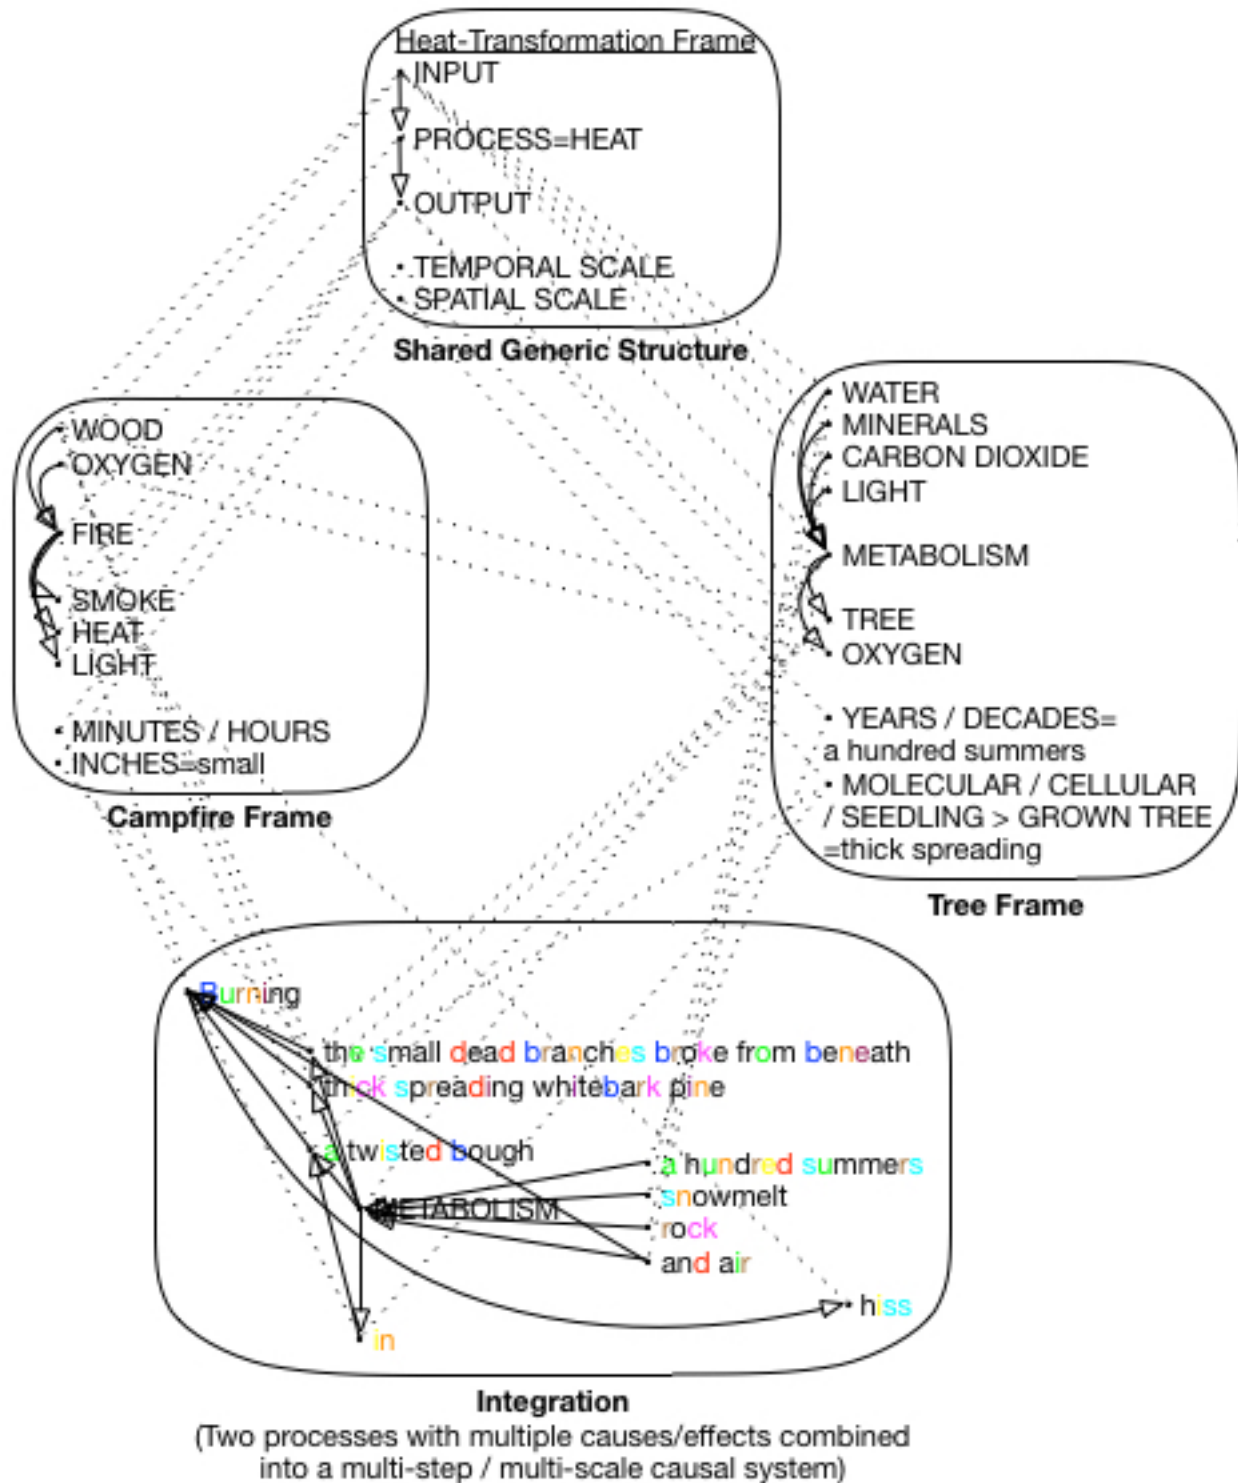 Heat-Transformation Frame
INPUT
PROCESS=HEAT
OUTPUT
TEMPORAL SCALE
SPATIAL SCALE
Shared Generic Structure
WOOD
OXYGEN
FIRE
SMOKE
HEAT
LIGHT
MINUTES / HOURS
INCHES=small
Campfire Frame
WATER
MINERALS
CARBON DIOXIDE
LIGHT
METABOLISM
TREE
OXYGEN
YEARS / DECADES=
a hundred summers
MOLECULAR / CELLULAR
/ SEEDLING > GROWN TREE
=thick spreading
Tree Frame
Burning
the small dead branches broke from beneath
thick spreading whitebark pine
a twisted bough
a hundred summers
snowmelt
METABOLISM
rock
and air
hiss
in
Integration
(Two processes with multiple causes/effects combined
into a multi-step / multi-scale causal system)